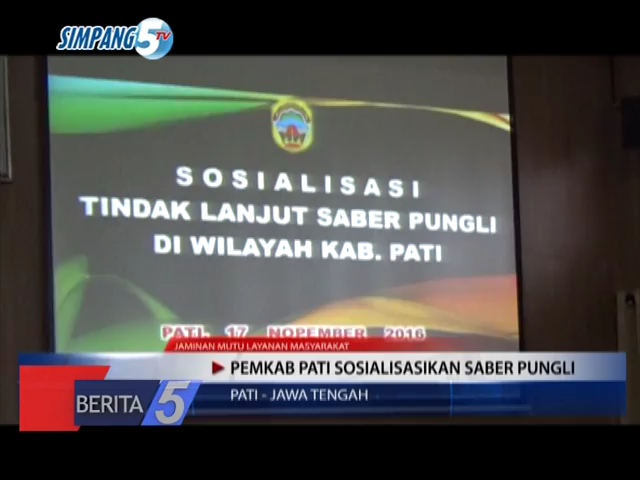 SIMPANG 5 TV
SOSIALISASI
TINDAK LANJUT SABER PUNGLI
DI WILAYAH KAB. PATI
PATI, 17 NOPEMBER 2016
JAMINAN MUTU LAYANAN MASYARAKAT
PEMKAB PATI SOSIALISASIKAN SABER PUNGLI
BERITA 5
PATI - JAWA TENGAH